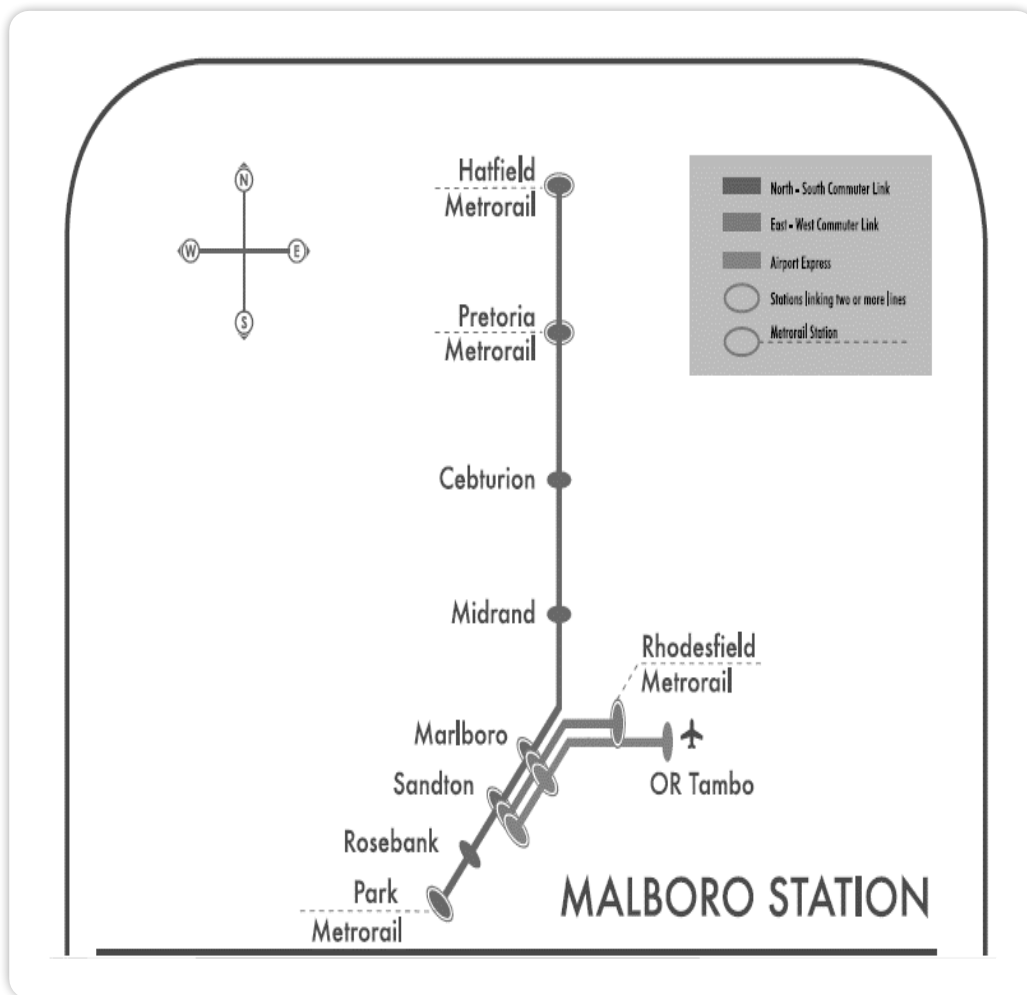 N
W
E
S
Hatfield
Metrorail
Pretoria
Metrorail
Cebturion
Midrand
Rhodesfield
Metrorail
Marlboro
Sandton
OR Tambo
Rosebank
Park
Metrorail
North - South Commuter Link
East - West Commuter Link
Airport Express
Stations linking two or more lines
Metrorail Station
MALBORO STATION